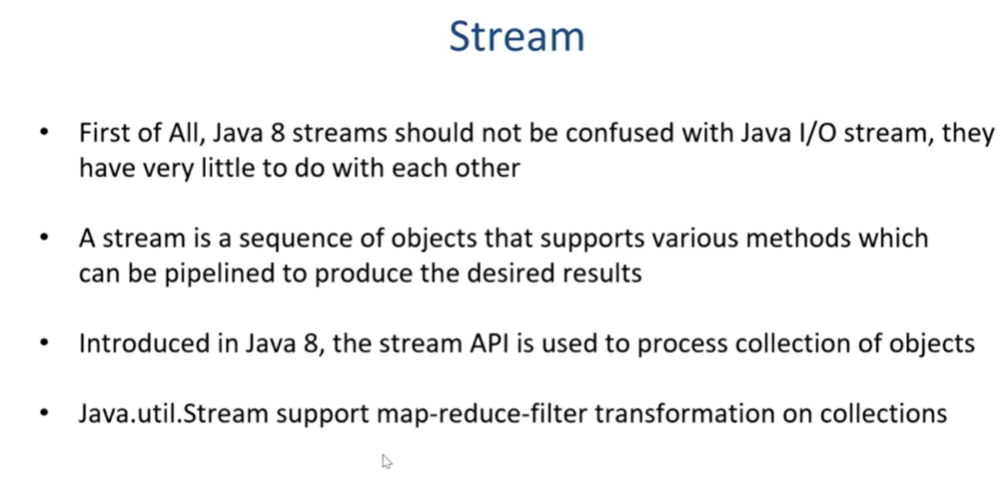 Stream
• First of All, Java 8 streams should not be confused with Java I/O stream, they
have very little to do with each other
• A stream is a sequence of objects that supports various methods which
can be pipelined to produce the desired results
• Introduced in Java 8, the stream API is used to process collection of objects
• Java.util.Stream support map-reduce-filter transformation on collections